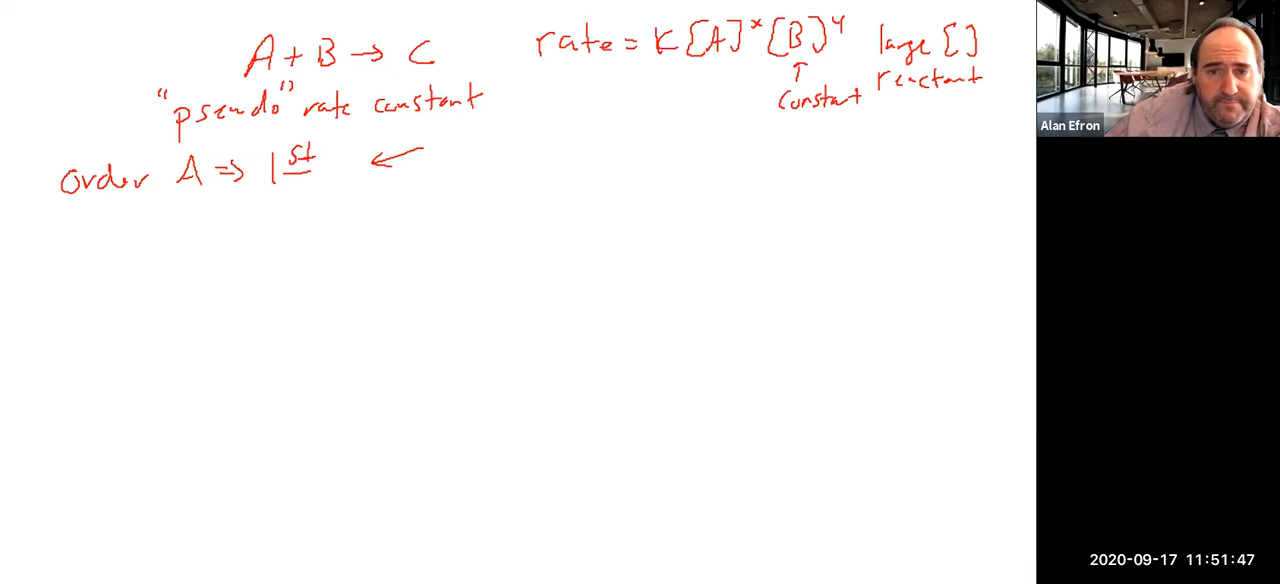 A + B → C
rate = K[A]^x [B]^y large [ ]
↑ reactant
constant
"pseudo" rate constant
order A ⇒ 1st ←
Alan Efron
2020-09-17 11:51:47